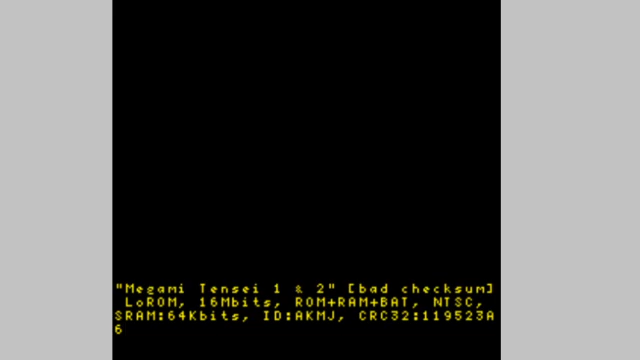 "Megami Tensei 1 & 2" [bad checksum]
LoROM, 16Mbits, ROM+RAM+BAT, NTSC,
SRAM:64Kbits, ID:AKMJ, CRC32:119523A
6